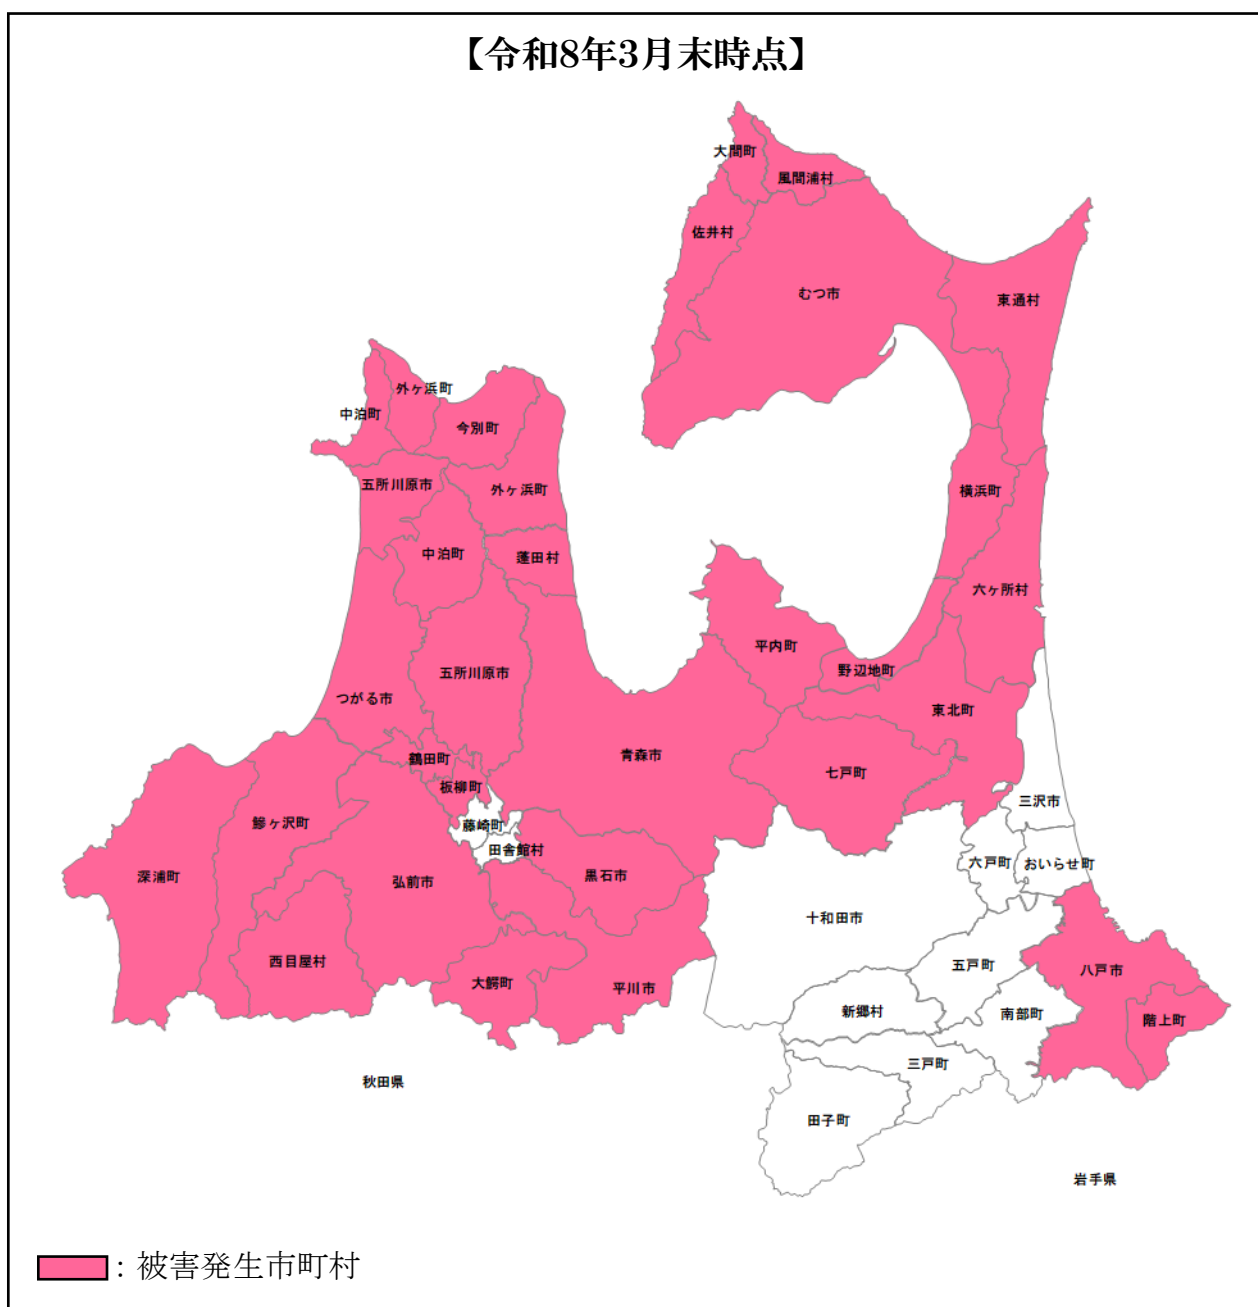 【令和8年3月末時点】
大間町
風間浦村
佐井村
むつ市
東通村
外ヶ浜町
中泊町
今別町
五所川原市
外ヶ浜町
横浜町
中泊町
蓬田村
六ヶ所村
平内町
野辺地町
五所川原市
つがる市
東北町
青森市
鶴田町
七戸町
板柳町
三沢市
鰺ヶ沢町
藤崎町
田舎館村
六戸町
おいらせ町
深浦町
弘前市
黒石市
十和田市
西目屋村
五戸町
八戸市
大鰐町
平川市
新郷村
南部町
階上町
三戸町
秋田県
田子町
岩手県
：被害発生市町村